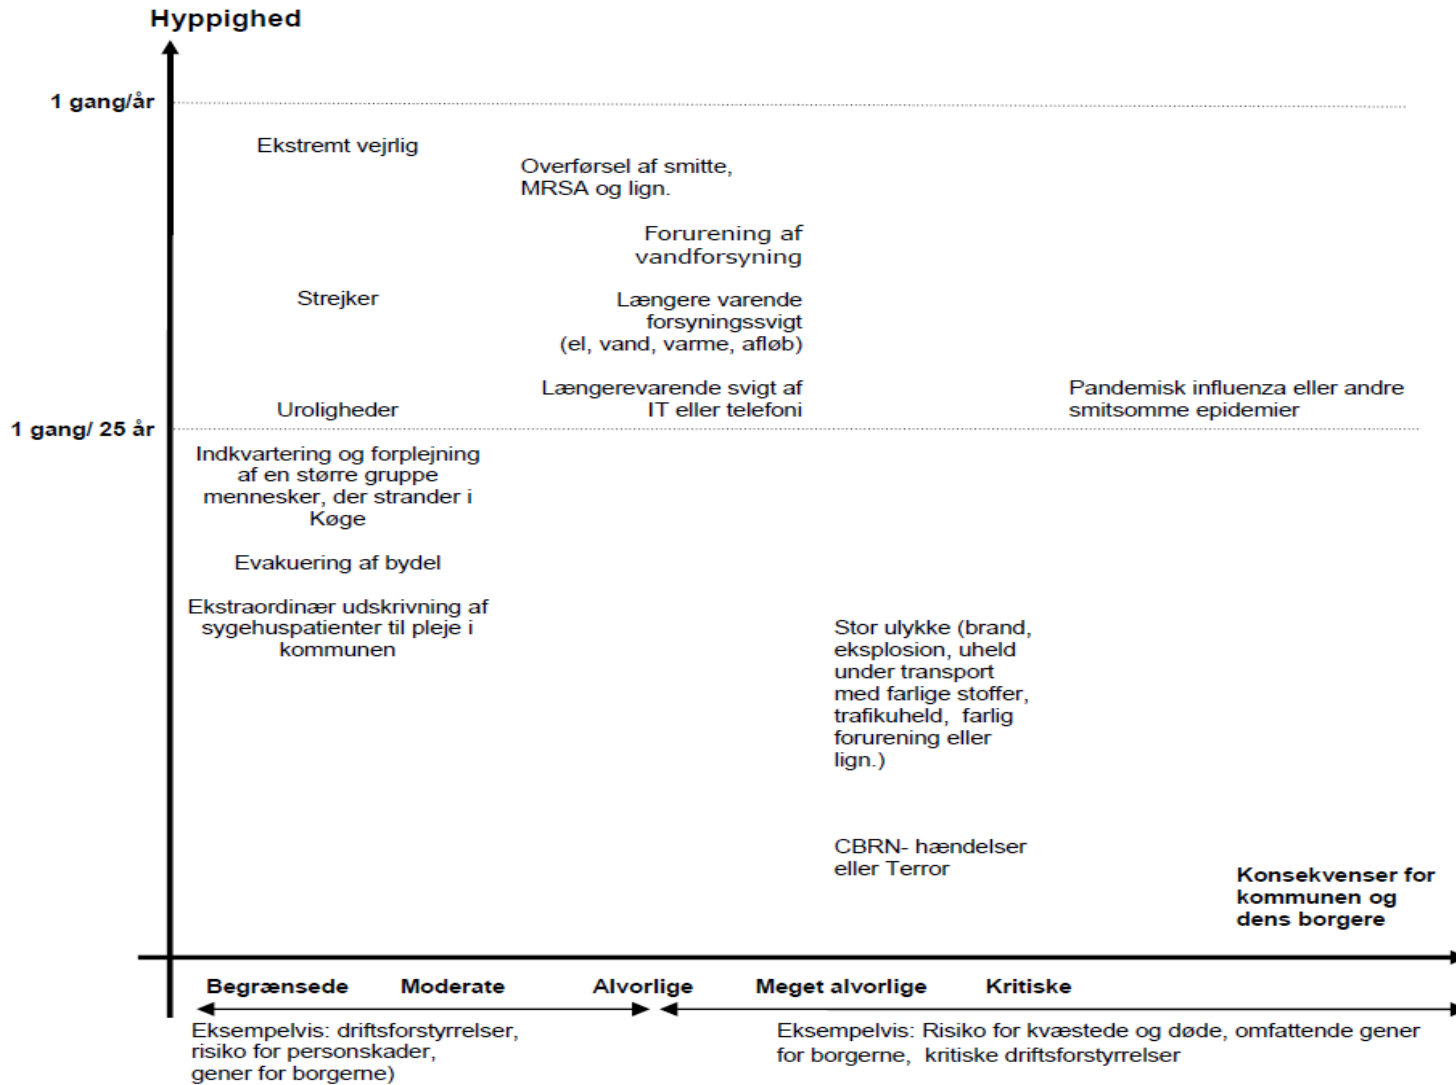 Hyppighed
1 gang/år
Ekstremt vejrlig
Overførsel af smitte,
MRSA og lign.
Forurening af
vandforsyning
Strejker
Længere varende
forsyningssvigt
(el, vand, varme, afløb)
Uroligheder
Længerevarende svigt af
IT eller telefoni
Pandemisk influenza eller andre
smitsomme epidemier
1 gang/ 25 år
Indkvartering og forplejning
af en større gruppe
mennesker, der strander i
Køge
Evakuering af bydel
Ekstraordinær udskrivning af
sygehuspatienter til pleje i
kommunen
Stor ulykke (brand,
eksplosion, uheld
under transport
med farlige stoffer,
trafikuheld, farlig
forurening eller
lign.)
CBRN- hændelser
eller Terror
Konsekvenser for
kommunen og
dens borgere
Begrænsede Moderate Alvorlige Meget alvorlige Kritiske
Eksempelvis: driftsforstyrrelser,
risiko for personskader,
gener for borgerne)
Eksempelvis: Risiko for kvæstede og døde, omfattende gener
for borgerne, kritiske driftsforstyrrelser